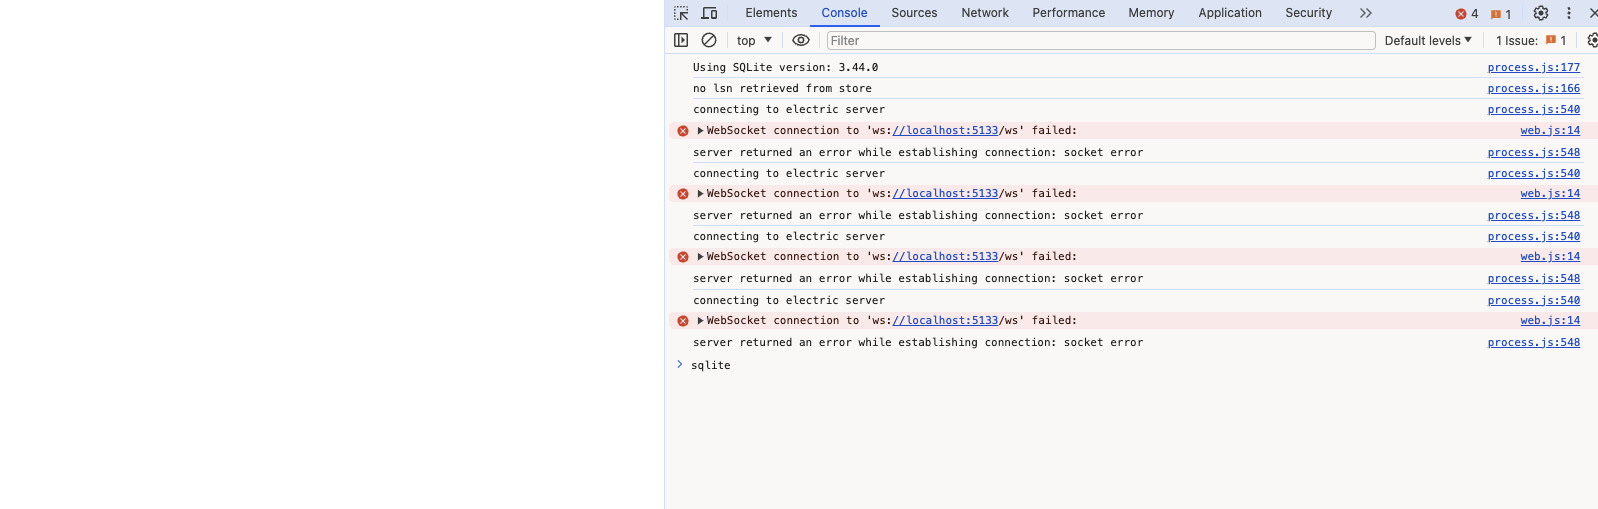 Elements Console Sources Network Performance Memory Application Security 4 1
top Filter Default levels 1 Issue: 1
Using SQLite version: 3.44.0 process.js:177
no lsn retrieved from store process.js:166
connecting to electric server process.js:540
WebSocket connection to 'ws://localhost:5133/ws' failed: web.js:14
server returned an error while establishing connection: socket error process.js:548
connecting to electric server process.js:540
WebSocket connection to 'ws://localhost:5133/ws' failed: web.js:14
server returned an error while establishing connection: socket error process.js:548
connecting to electric server process.js:540
WebSocket connection to 'ws://localhost:5133/ws' failed: web.js:14
server returned an error while establishing connection: socket error process.js:548
connecting to electric server process.js:540
WebSocket connection to 'ws://localhost:5133/ws' failed: web.js:14
server returned an error while establishing connection: socket error process.js:548
sqlite